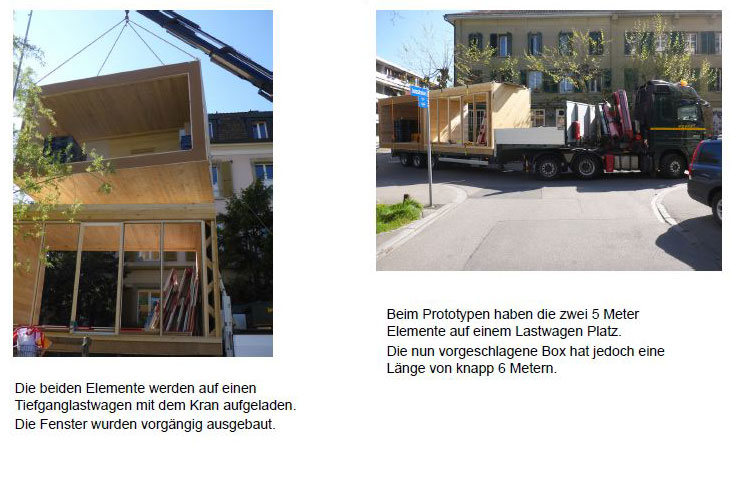 Die beiden Elemente werden auf einen
Tiefganglastwagen mit dem Kran aufgeladen.
Die Fenster wurden vorgängig ausgebaut.
Beim Prototypen haben die zwei 5 Meter
Elemente auf einem Lastwagen Platz.
Die nun vorgeschlagene Box hat jedoch eine
Länge von knapp 6 Metern.